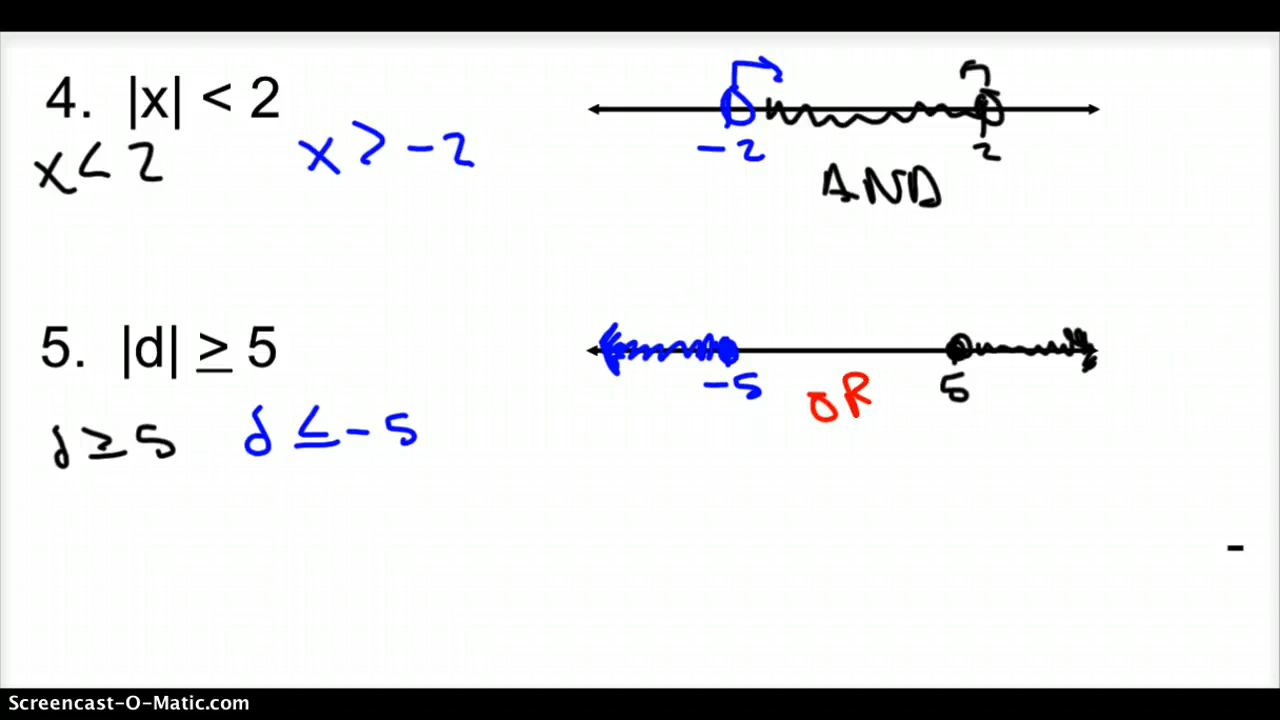 4. |x| < 2
x < 2 x > -2
-2 2
AND
5. |d| ≥ 5
-5 5
OR
d ≥ 5 d ≤ -5
-
Screencast-O-Matic.com